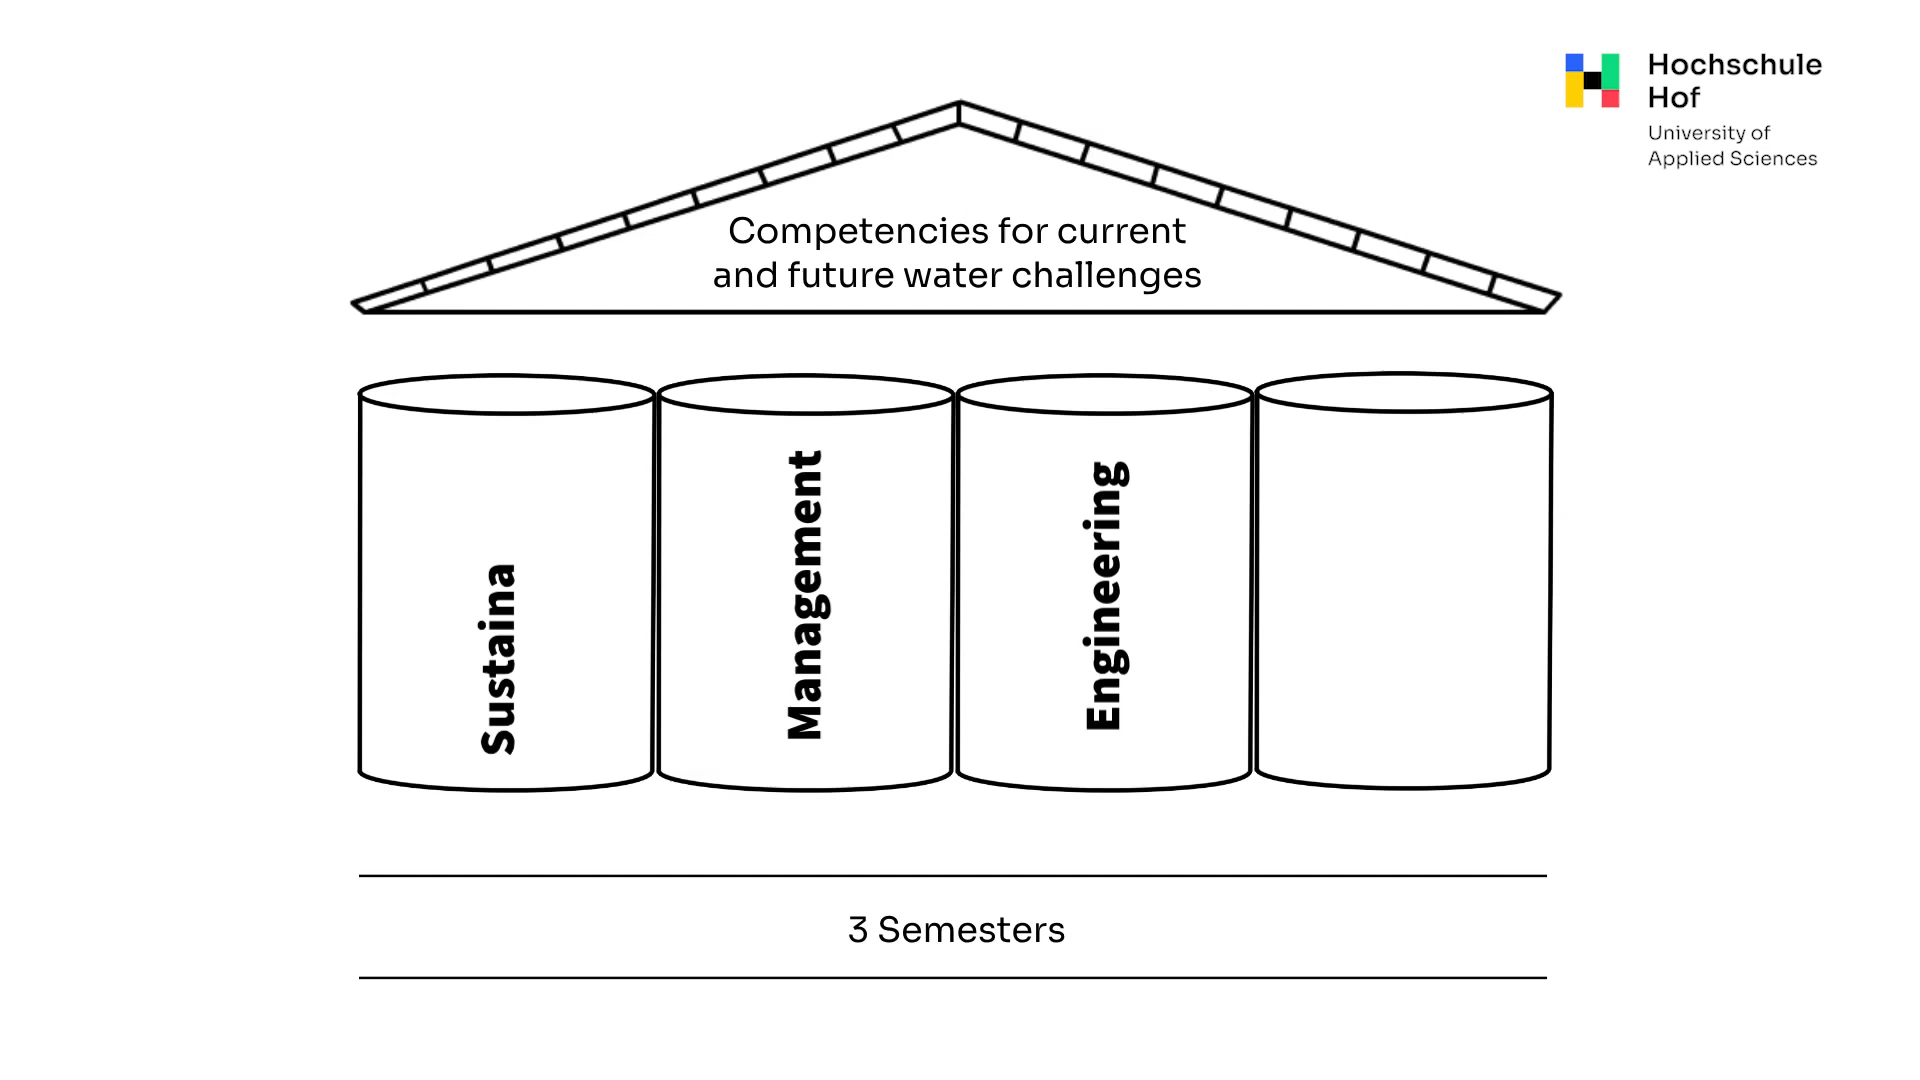 Hochschule
Hof
University of
Applied Sciences
Competencies for current
and future water challenges
Sustaina
Management
Engineering
3 Semesters